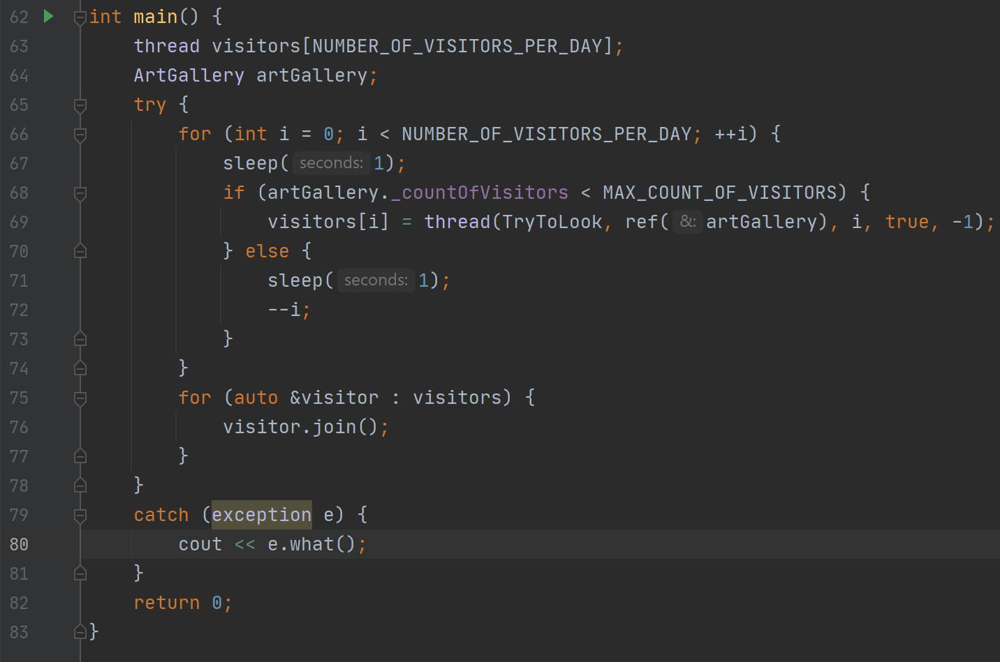 62 int main() {
63 thread visitors[NUMBER_OF_VISITORS_PER_DAY];
64 ArtGallery artGallery;
65 try {
66 for (int i = 0; i < NUMBER_OF_VISITORS_PER_DAY; ++i) {
67 sleep( seconds: 1);
68 if (artGallery._countOfVisitors < MAX_COUNT_OF_VISITORS) {
69 visitors[i] = thread(TryToLook, ref( &: artGallery), i, true, -1);
70 } else {
71 sleep( seconds: 1);
72 --i;
73 }
74 }
75 for (auto &visitor : visitors) {
76 visitor.join();
77 }
78 }
79 catch (exception e) {
80 cout << e.what();
81 }
82 return 0;
83 }